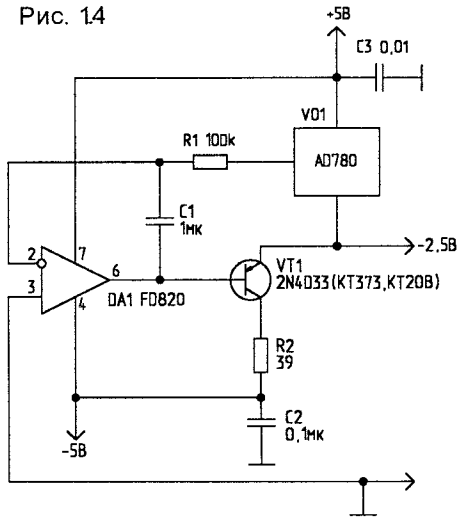 Рис. 1.4
+5В
C3 0,01
VD1
R1 100k
AD780
C1
1мк
2
7
6
3
4
DA1 FD820
-2,5В
VT1
2N4033(КТ373,КТ208)
R2
39
C2
0,1мк
-5В